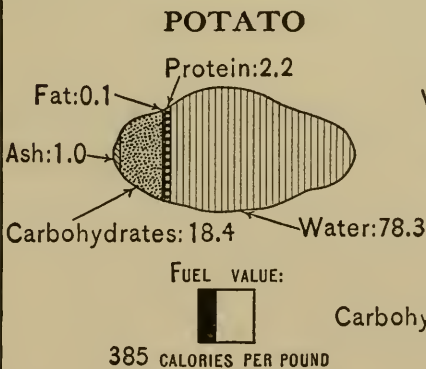 POTATO
Protein:2.2
Fat:0.1
Ash:1.0
Carbohydrates:18.4
Water:78.3
FUEL VALUE:
Carbohy
385 CALORIES PER POUND